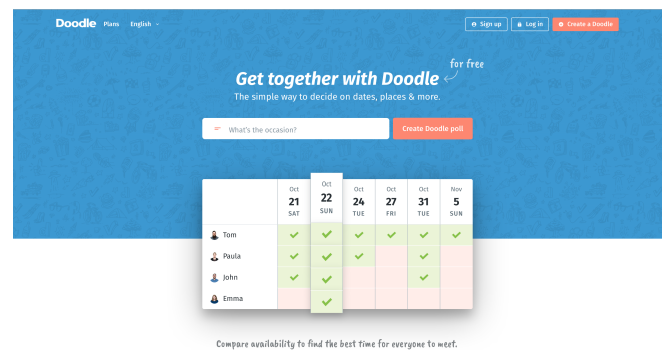 Doodle Plans English Sign up Log in Create a Doodle
for free
Get together with Doodle
The simple way to decide on dates, places & more.
What's the occasion? Create Doodle poll
Oct Oct Oct Oct Oct Nov
21 22 24 27 31 5
SAT SUN TUE FRI TUE SUN
Tom
Paula
John
Emma
Compare availability to find the best time for everyone to meet.